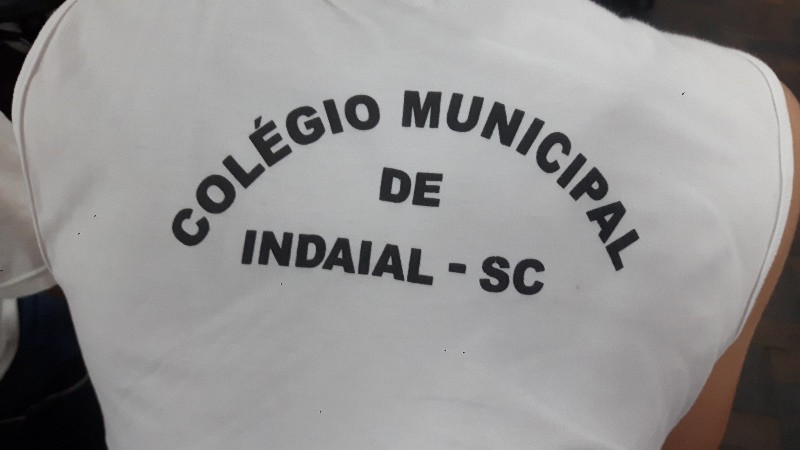 COLÉGIO MUNICIPAL
DE
INDAIAL - SC